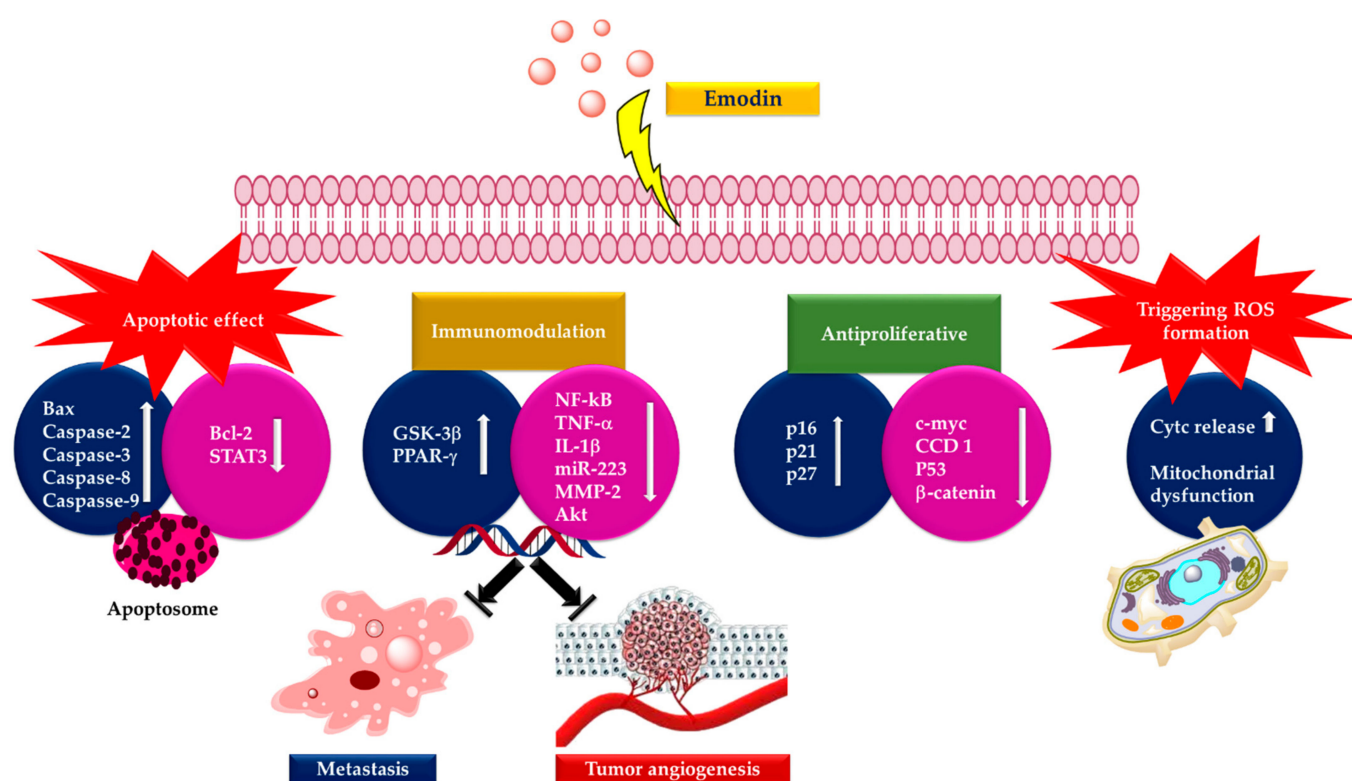 Emodin
Apoptotic effect
Bax
Caspase-2
Caspase-3
Caspase-8
Caspasse-9
Bcl-2
STAT3
Apoptosome
Immunomodulation
GSK-3β
PPAR-γ
NF-kB
TNF-α
IL-1β
miR-223
MMP-2
Akt
Metastasis
Tumor angiogenesis
Antiproliferative
p16
p21
p27
c-myc
CCD 1
P53
β-catenin
Triggering ROS
formation
Cytc release
Mitochondrial
dysfunction